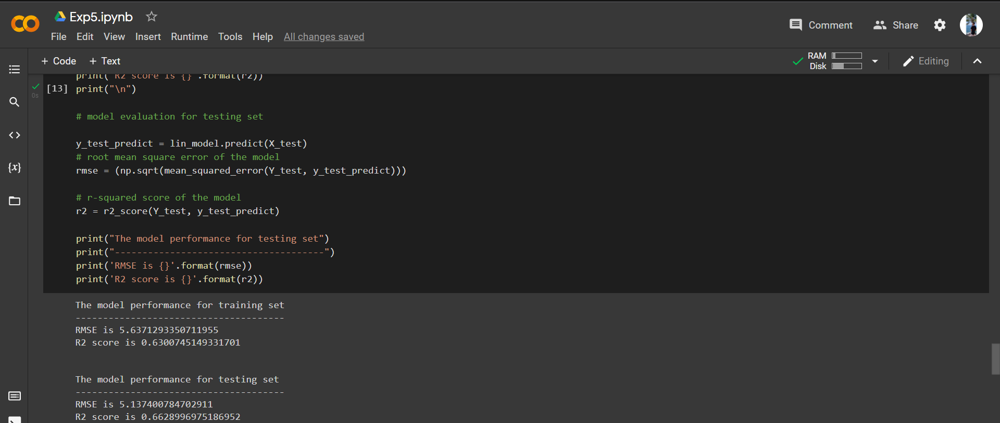 Exp5.ipynb
File Edit View Insert Runtime Tools Help All changes saved
Comment Share
+ Code + Text
RAM
Disk
Editing
print('R2 score is {}'.format(r2))
[13] print("\n")
0s
# model evaluation for testing set
y_test_predict = lin_model.predict(X_test)
# root mean square error of the model
rmse = (np.sqrt(mean_squared_error(Y_test, y_test_predict)))
# r-squared score of the model
r2 = r2_score(Y_test, y_test_predict)
print("The model performance for testing set")
print("--------------------------------------")
print('RMSE is {}'.format(rmse))
print('R2 score is {}'.format(r2))
The model performance for training set
--------------------------------------
RMSE is 5.6371293350711955
R2 score is 0.6300745149331701
The model performance for testing set
--------------------------------------
RMSE is 5.137400784702911
R2 score is 0.6628996975186952